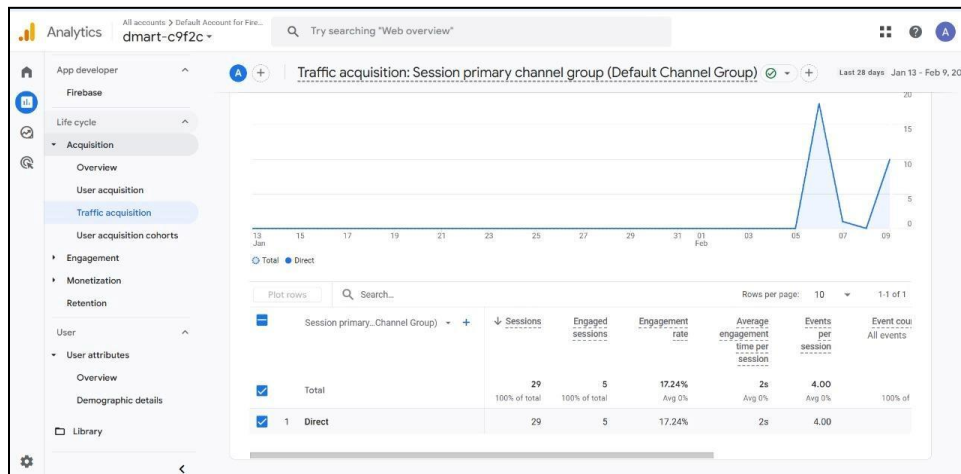 Analytics
All accounts > Default Account for Fire...
dmart-c9f2c
Try searching "Web overview"
A
App developer
Firebase
Life cycle
Acquisition
Overview
User acquisition
Traffic acquisition
User acquisition cohorts
Engagement
Monetization
Retention
User
User attributes
Overview
Demographic details
Library
A
Traffic acquisition: Session primary channel group (Default Channel Group)
Last 28 days Jan 13 - Feb 9, 20
20
15
10
5
0
13 15 17 19 21 23 25 27 29 31 01 03 05 07 09
Jan Feb
Total Direct
Plot rows
Search...
Rows per page: 10 1-1 of 1
Session primary...Channel Group)
Sessions
Engaged
sessions
Engagement
rate
Average
engagement
time per
session
Events
per
session
Event cou
All events
Total 29 5 17.24% 2s 4.00
100% of total 100% of total Avg 0% Avg 0% Avg 0% 100% of
1 Direct 29 5 17.24% 2s 4.00